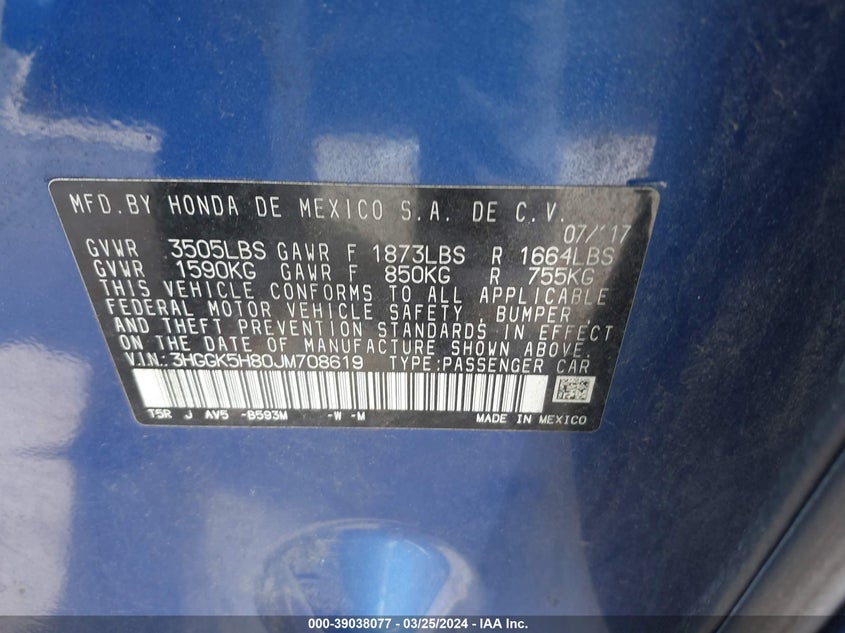 MFD.BY HONDA DE MEXICO S.A. DE C.V.
07/'17
GVWR 3505LBS GAWR F 1873LBS R 1664LBS
GVWR 1590KG GAWR F 850KG R 755KG
THIS VEHICLE CONFORMS TO ALL APPLICABLE
FEDERAL MOTOR VEHICLE SAFETY, BUMPER
AND THEFT PREVENTION STANDARDS IN EFFECT
ON THE DATE OF MANUFACTURE SHOWN ABOVE.
V.I.N.: 3HGGK5H80JM708619 TYPE:PASSENGER CAR
T5R J AV5 -B593M -W -M MADE IN MEXICO
000-39038077 - 03/25/2024 - IAA Inc.